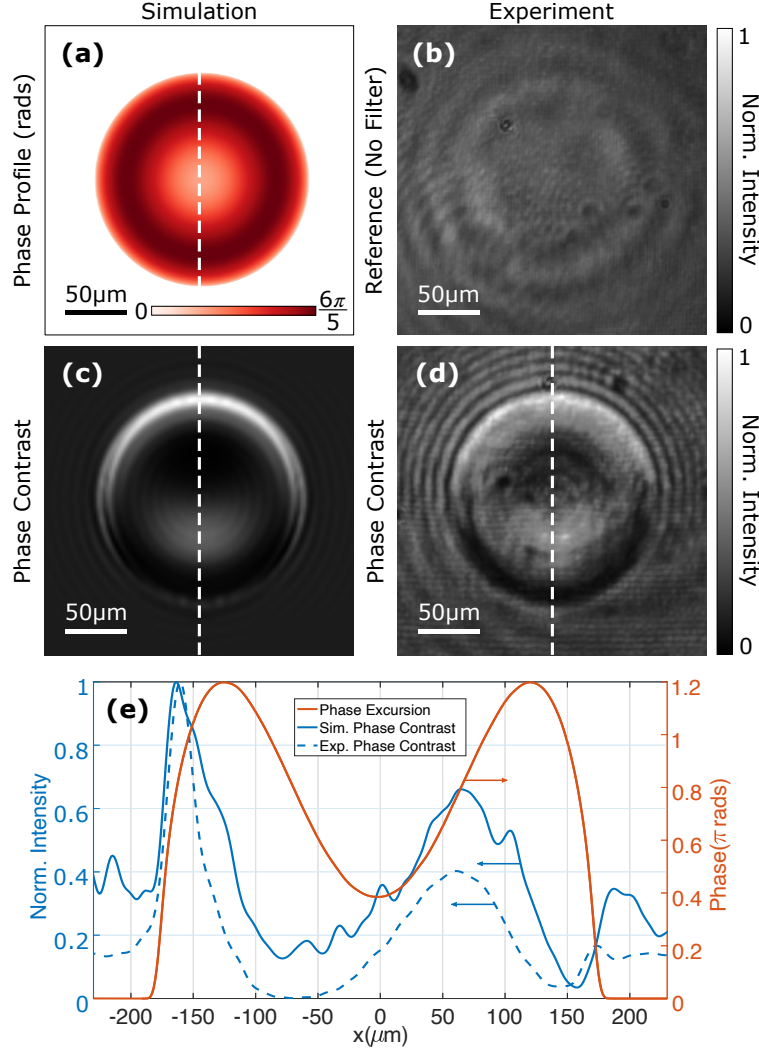 Simulation
Experiment
(a)
Phase Profile (rads)
50μm
0
6π
5
(b)
Reference (No Filter)
50μm
1
Norm. Intensity
0
(c)
Phase Contrast
50μm
(d)
Phase Contrast
50μm
1
Norm. Intensity
0
(e)
Phase Excursion
Sim. Phase Contrast
Exp. Phase Contrast
Norm. Intensity
1
0.8
0.6
0.4
0.2
0
Phase(π rads)
1.2
1
0.8
0.6
0.4
0.2
0
-200 -150 -100 -50 0 50 100 150 200
x(μm)